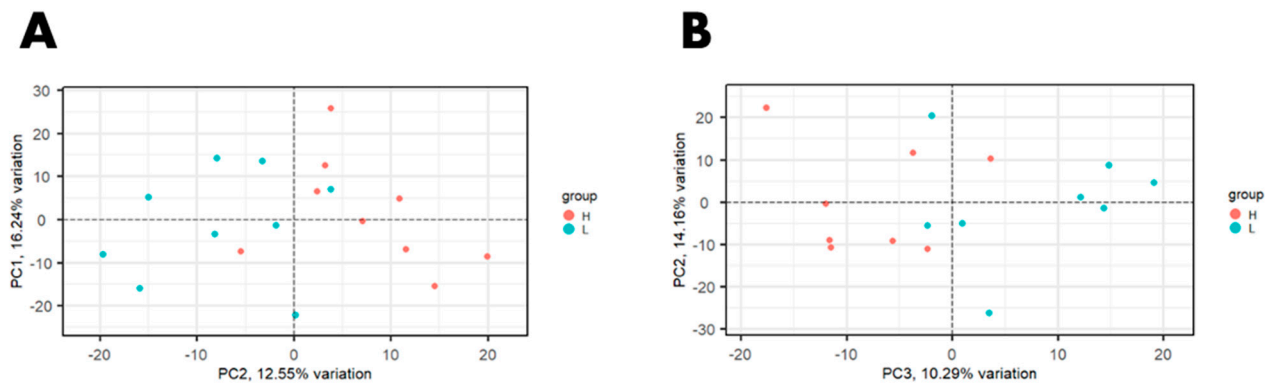 A
30
20
10
0
-10
-20
PC1, 16.24% variation
-20
-10
0
10
20
PC2, 12.55% variation
group
H
L
B
20
10
0
-10
-20
-30
PC2, 14.16% variation
-20
-10
0
10
20
PC3, 10.29% variation
group
H
L